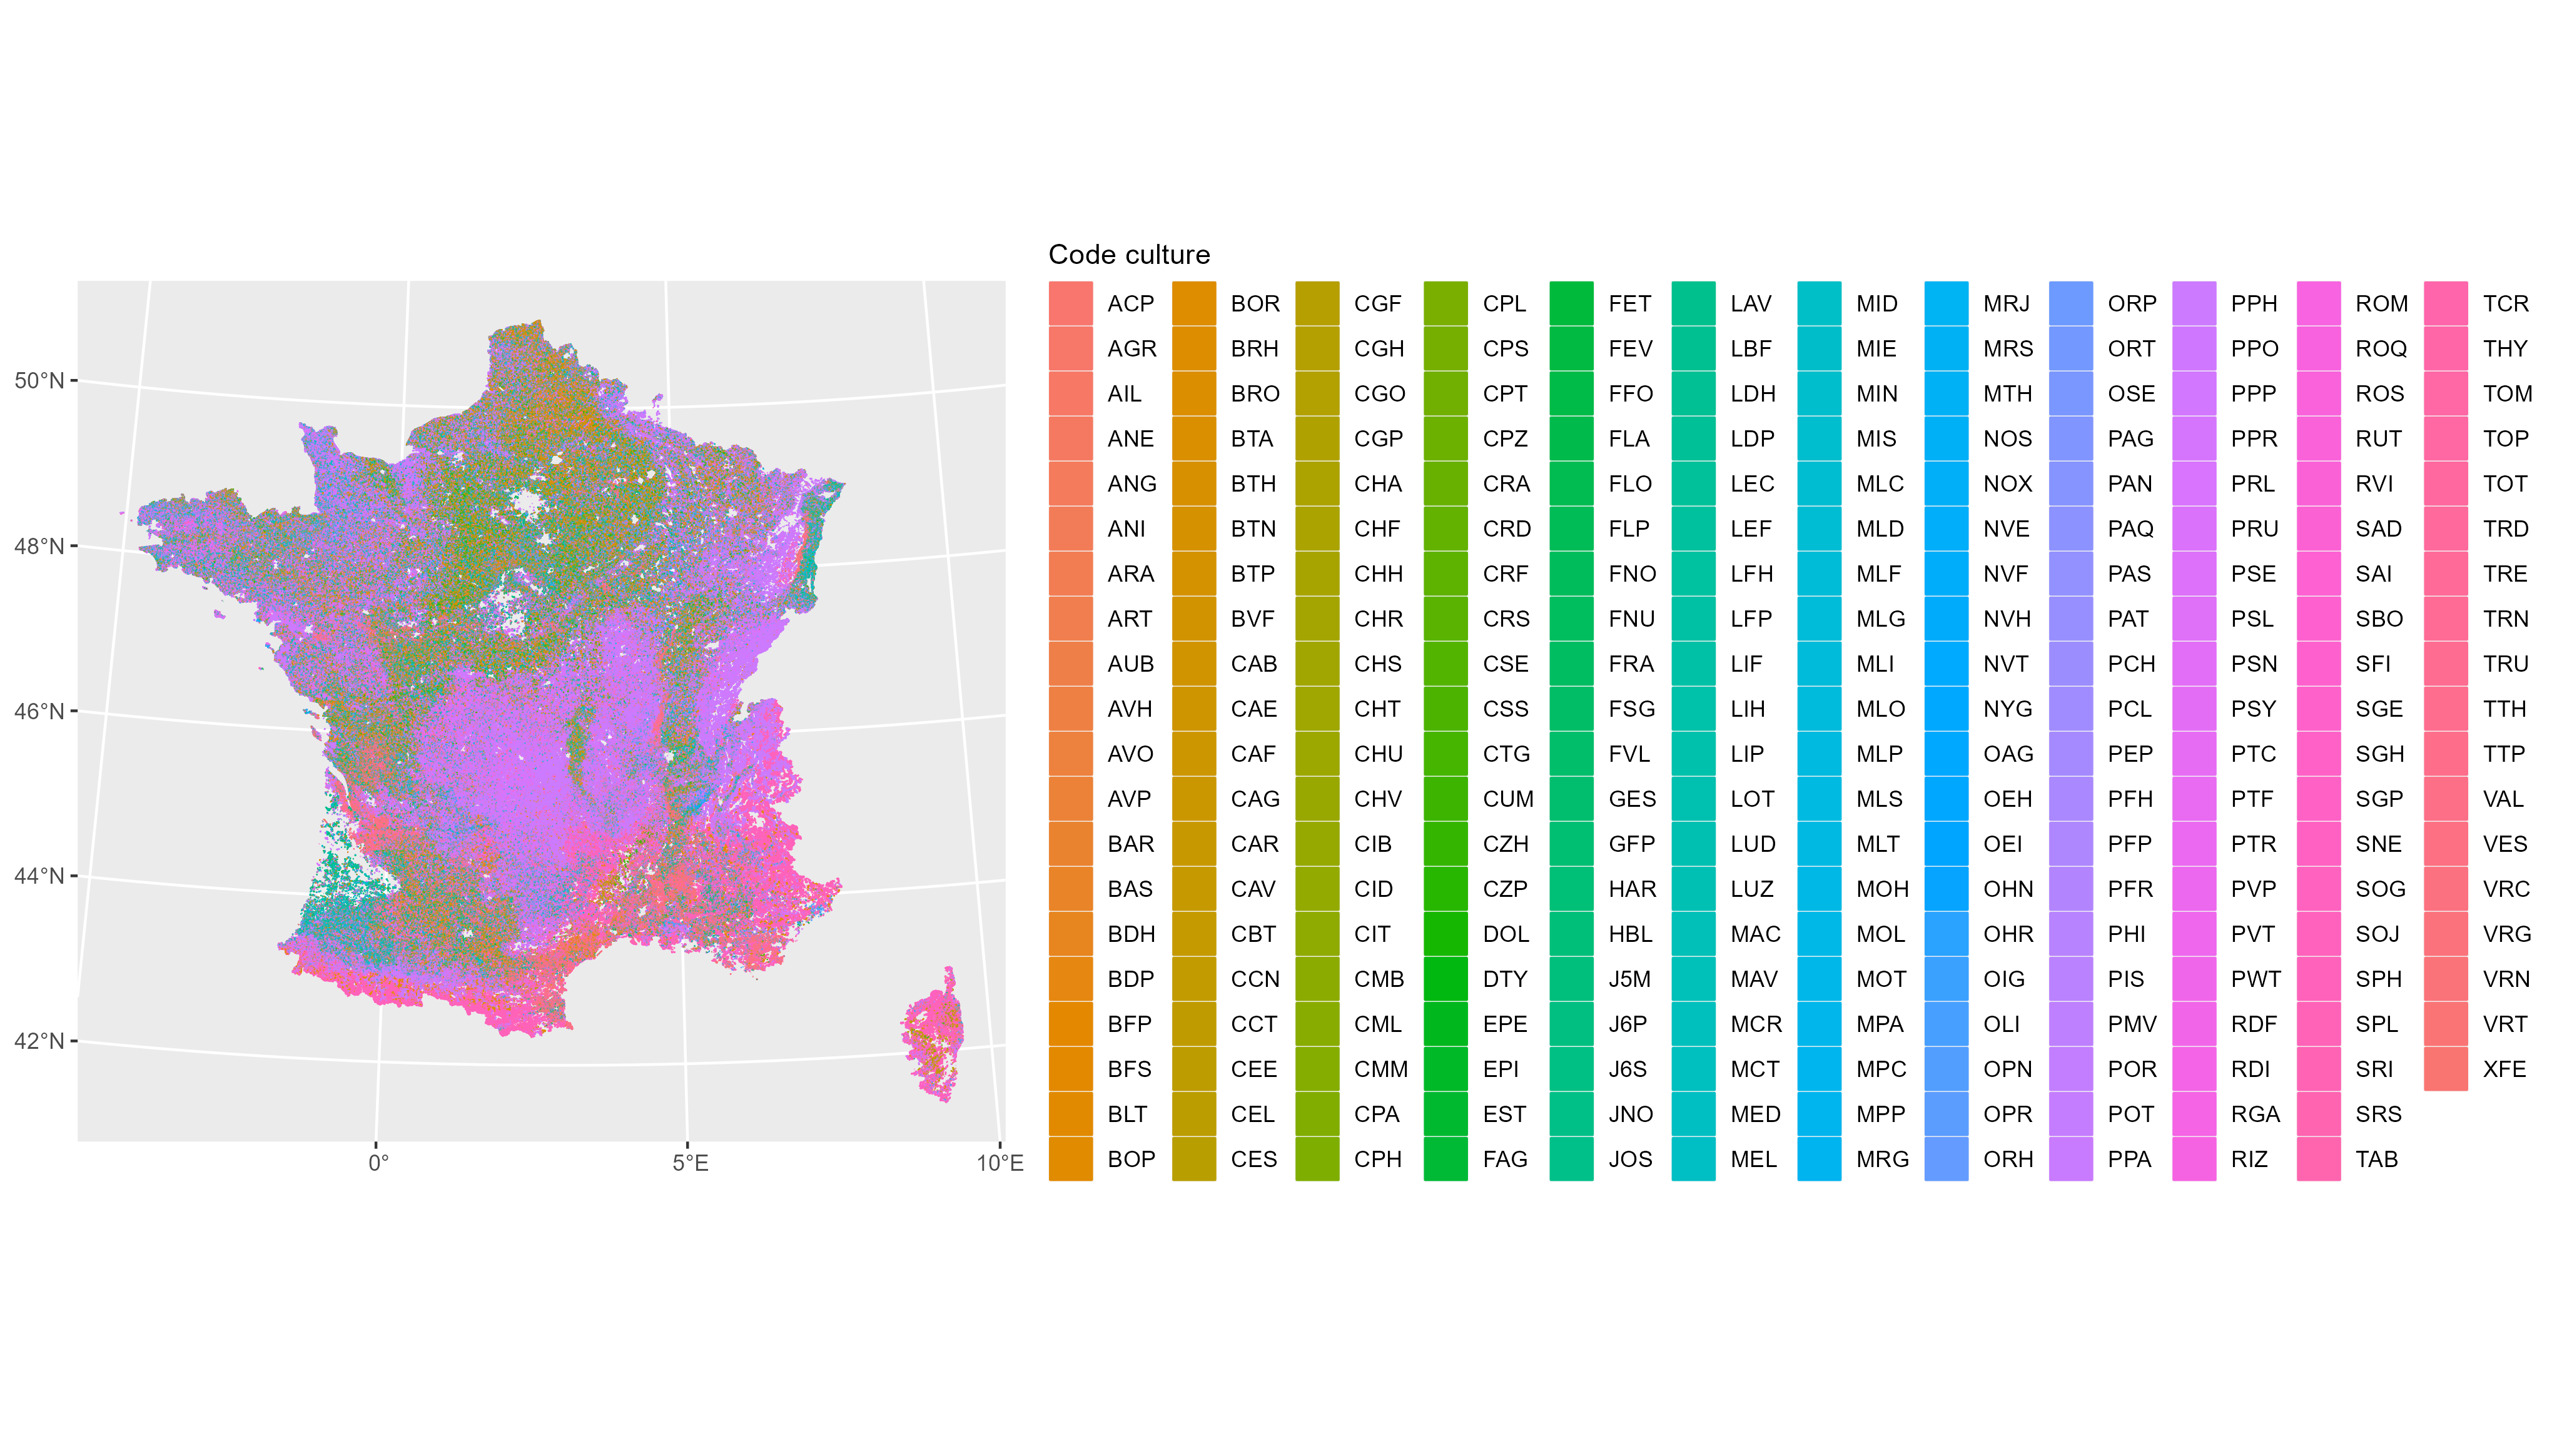 Code culture
50°N
48°N
46°N
44°N
42°N
0°
5°E
10°E
ACP
AGR
AIL
ANE
ANG
ANI
ARA
ART
AUB
AVH
AVO
AVP
BAR
BAS
BDH
BDP
BFP
BFS
BLT
BOP
BOR
BRH
BRO
BTA
BTH
BTN
BTP
BVF
CAB
CAE
CAF
CAG
CAR
CAV
CBT
CCN
CCT
CEE
CEL
CES
CGF
CGH
CGO
CGP
CHA
CHF
CHH
CHR
CHS
CHT
CHU
CHV
CIB
CID
CIT
CMB
CML
CMM
CPA
CPH
CPL
CPS
CPT
CPZ
CRA
CRD
CRF
CRS
CSE
CSS
CTG
CUM
CZH
CZP
DOL
DTY
EPE
EPI
EST
FAG
FET
FEV
FFO
FLA
FLO
FLP
FNO
FNU
FRA
FSG
FVL
GES
GFP
HAR
HBL
J5M
J6P
J6S
JNO
JOS
LAV
LBF
LDH
LDP
LEC
LEF
LFH
LFP
LIF
LIH
LIP
LOT
LUD
LUZ
MAC
MAV
MCR
MCT
MED
MEL
MID
MIE
MIN
MIS
MLC
MLD
MLF
MLG
MLI
MLO
MLP
MLS
MLT
MOH
MOL
MOT
MPA
MPC
MPP
MRG
MRJ
MRS
MTH
NOS
NOX
NVE
NVF
NVH
NVT
NYG
OAG
OEH
OEI
OHN
OHR
OIG
OLI
OPN
OPR
ORH
ORP
ORT
OSE
PAG
PAN
PAQ
PAS
PAT
PCH
PCL
PEP
PFH
PFP
PFR
PHI
PIS
PMV
POR
POT
PPA
PPH
PPO
PPP
PPR
PRL
PRU
PSE
PSL
PSN
PSY
PTC
PTF
PTR
PVP
PVT
PWT
RDF
RDI
RGA
RIZ
ROM
ROQ
ROS
RUT
RVI
SAD
SAI
SBO
SFI
SGE
SGH
SGP
SNE
SOG
SOJ
SPH
SPL
SRI
SRS
TAB
TCR
THY
TOM
TOP
TOT
TRD
TRE
TRN
TRU
TTH
TTP
VAL
VES
VRC
VRG
VRN
VRT
XFE